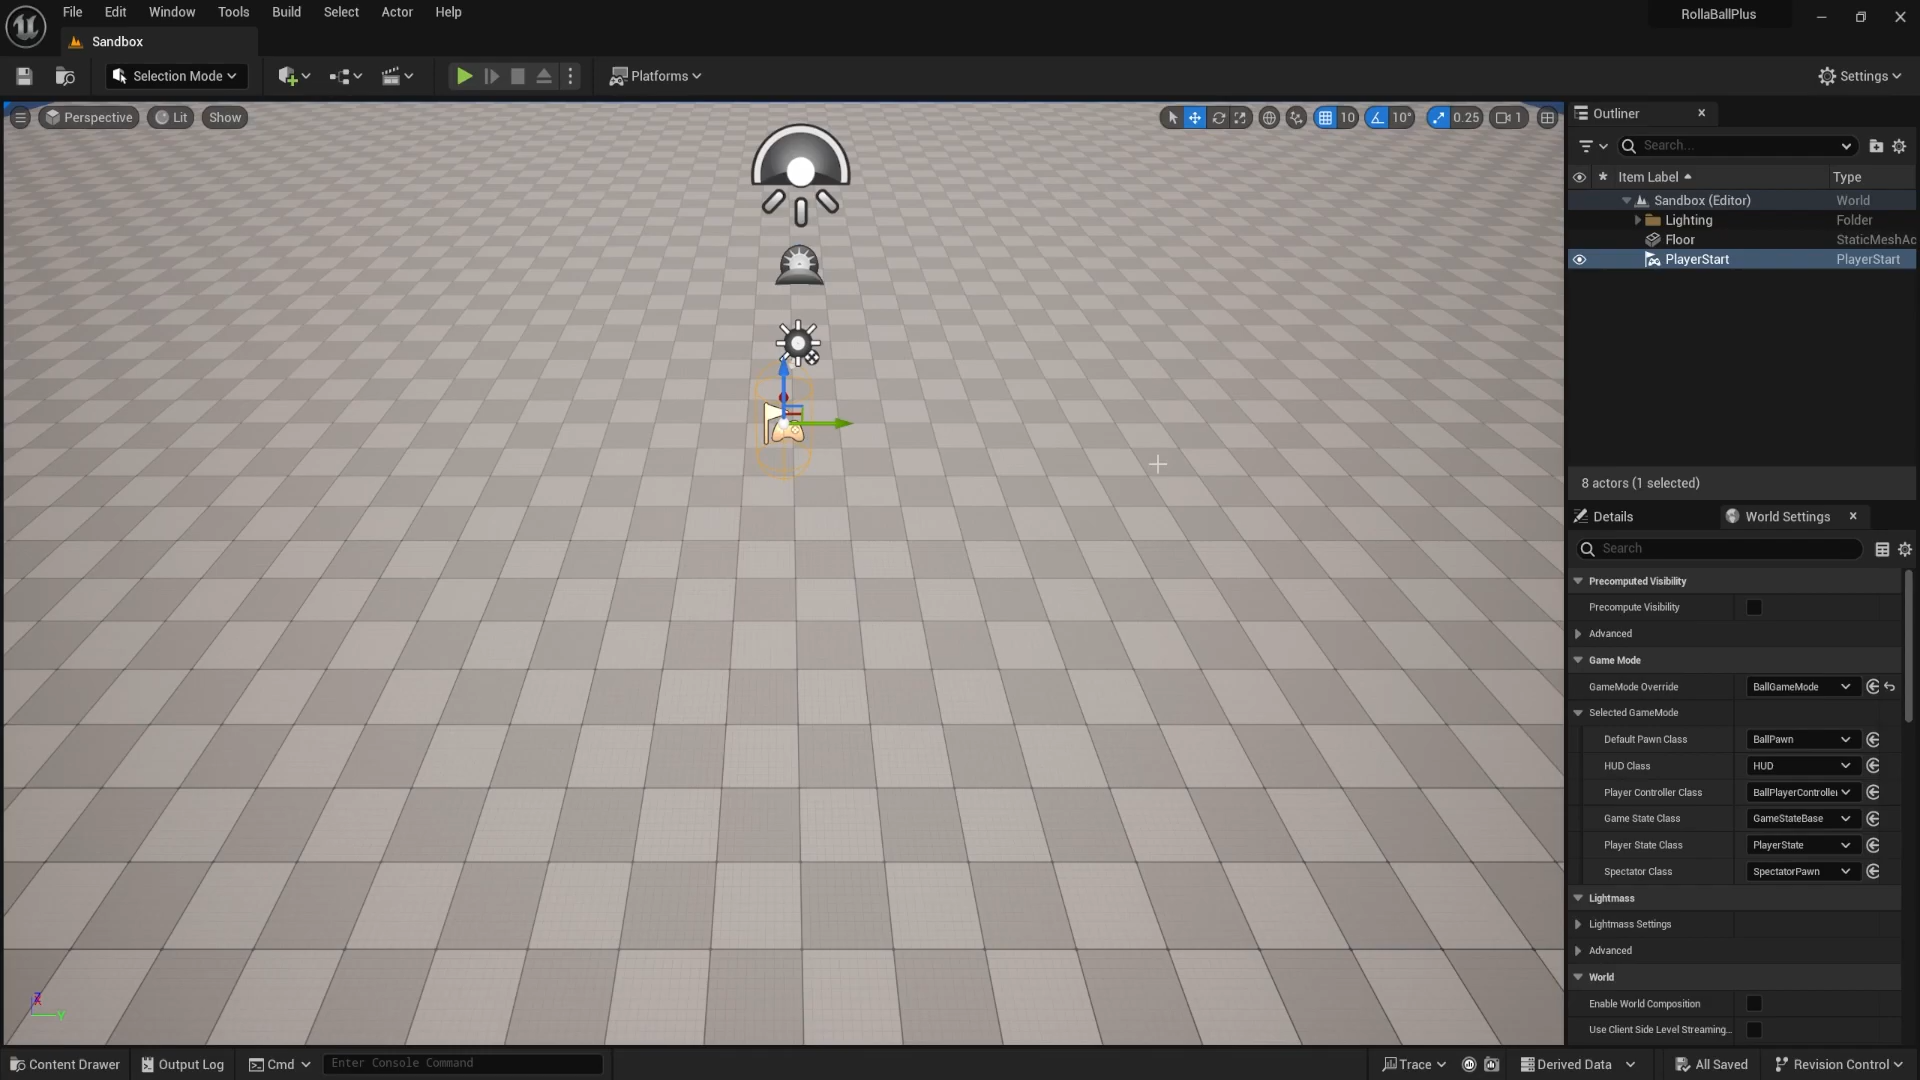 File Edit Window Tools Build Select Actor Help
RollaBallPlus
Sandbox
Selection Mode
Platforms
Settings
Perspective
Lit
Show
10
10°
0.25
1
Outliner
Search...
Item Label
Type
Sandbox (Editor) World
Lighting Folder
Floor StaticMeshAc
PlayerStart PlayerStart
8 actors (1 selected)
Details
World Settings
Search
Precomputed Visibility
Precompute Visibility
Advanced
Game Mode
GameMode Override BallGameMode
Selected GameMode
Default Pawn Class BallPawn
HUD Class HUD
Player Controller Class BallPlayerController
Game State Class GameStateBase
Player State Class PlayerState
Spectator Class SpectatorPawn
Lightmass
Lightmass Settings
Advanced
World
Enable World Composition
Use Client Side Level Streaming...
Z
Y
Content Drawer
Output Log
Cmd
Enter Console Command
Trace
Derived Data
All Saved
Revision Control